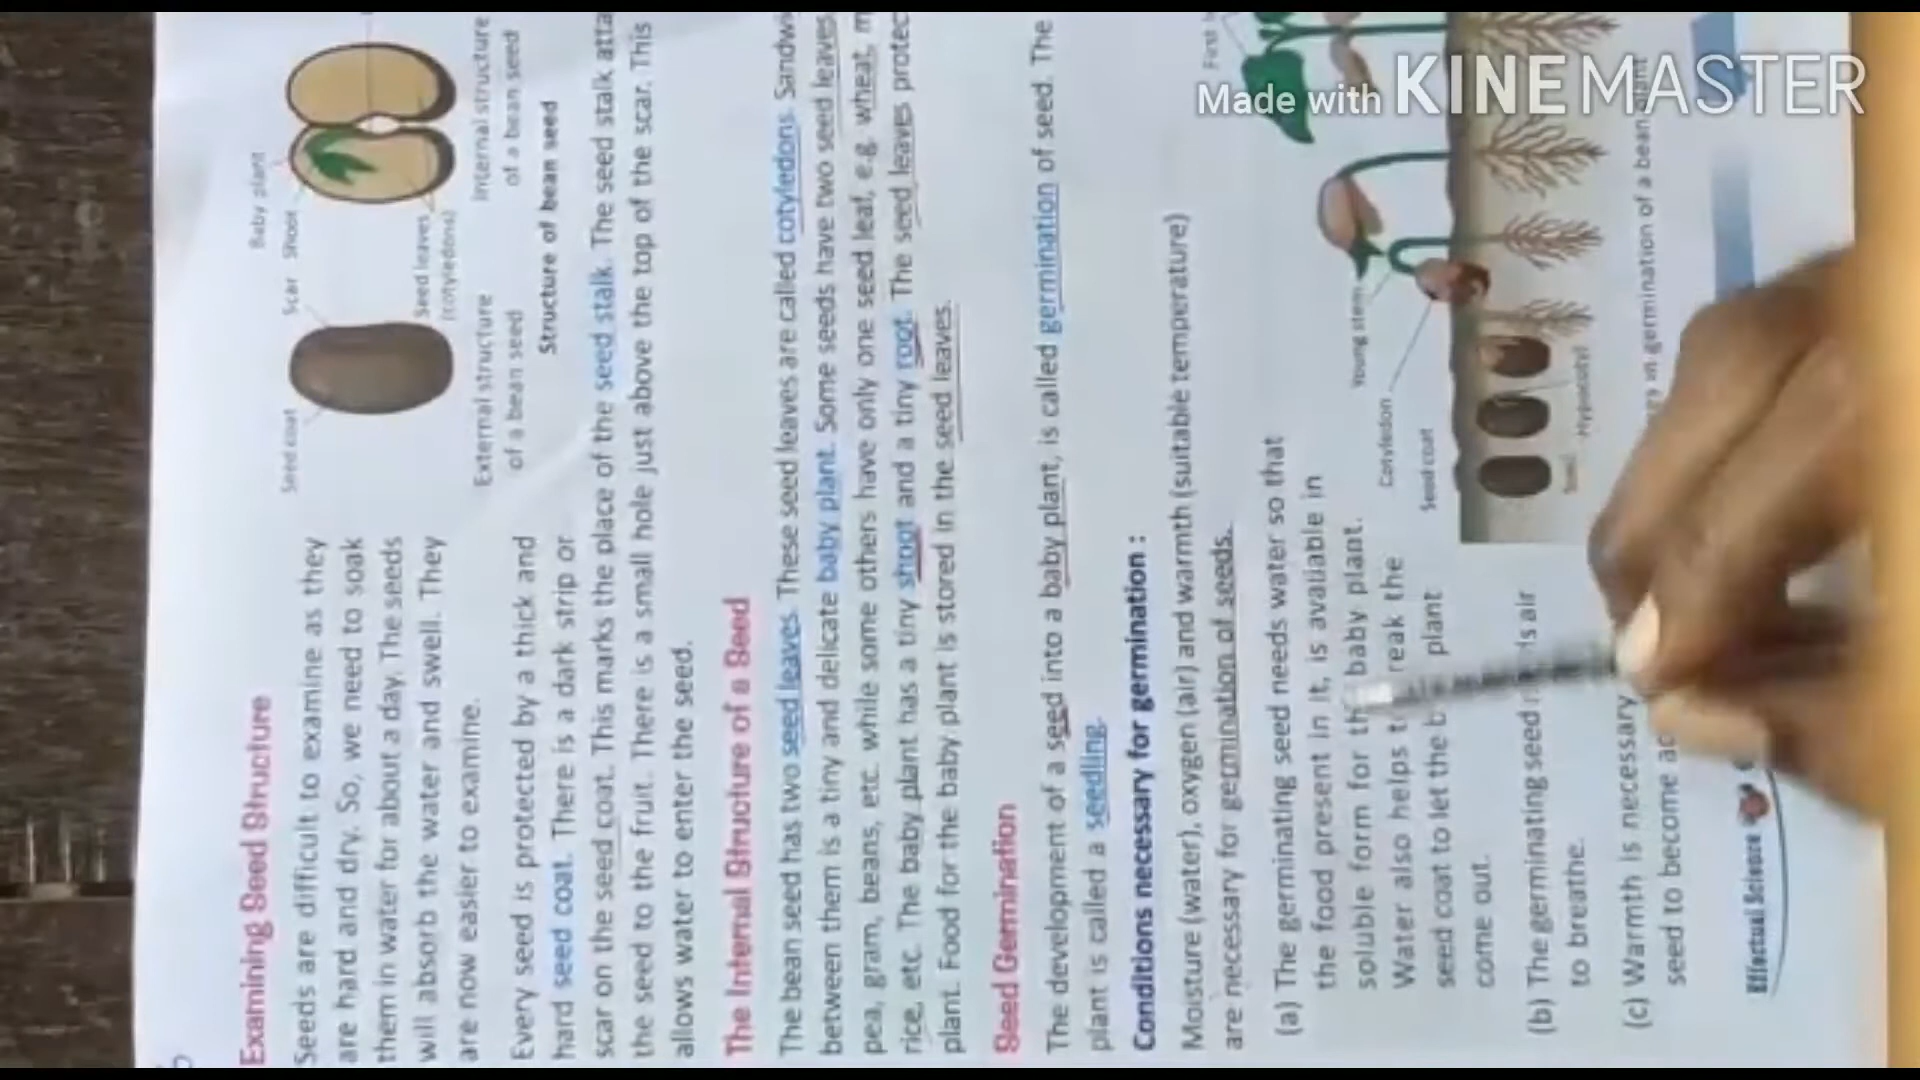 Examining Seed Structure
Seeds are difficult to examine as they
are hard and dry. So, we need to soak
them in water for about a day. The seeds
will absorb the water and swell. They
are now easier to examine.
Every seed is protected by a thick and
hard seed coat. There is a dark strip or
scar on the seed coat. This marks the place of the seed stalk. The seed stalk atta
the seed to the fruit. There is a small hole just above the top of the scar. This
allows water to enter the seed.
Baby plant
Seed coat
Scar
Shoot
Seed leaves
(cotyledons)
External structure
of a bean seed
Internal structure
of a bean seed
Structure of bean seed
The Internal Structure of a Seed
The bean seed has two seed leaves. These seed leaves are called cotyledons. Sandwi
between them is a tiny and delicate baby plant. Some seeds have two seed leaves
pea, gram, beans, etc. while some others have only one seed leaf, e.g. wheat, m
rice, etc. The baby plant has a tiny shoot and a tiny root. The seed leaves protec
plant. Food for the baby plant is stored in the seed leaves.
Seed Germination
The development of a seed into a baby plant, is called germination of seed. The
plant is called a seedling.
Conditions necessary for germination :
Moisture (water), oxygen (air) and warmth (suitable temperature)
are necessary for germination of seeds.
(a) The germinating seed needs water so that
the food present in it, is available in
soluble form for the baby plant.
Water also helps t reak the
seed coat to let the b plant
come out.
(b) The germinating seed n ls air
to breathe.
(c) Warmth is necessary
seed to become ac
First
Young stem
Cotyledon
Seed coat
Soil
Hypocotyl
in germination of a bean plant
Effectual Science
Made with KINEMASTER